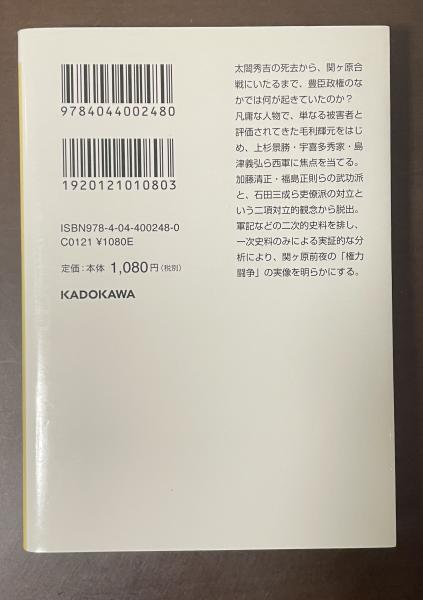 9784044002480
1920121010803
ISBN978-4-04-400248-0
C0121 ¥1080E
定価:本体 1,080円(税別)
KADOKAWA
太閤秀吉の死去から、関ヶ原合
戦にいたるまで、豊臣政権のな
かでは何が起きていたのか?
凡庸な人物で、単なる被害者と
評価されてきた毛利輝元をはじ
め、上杉景勝・宇喜多秀家・島
津義弘ら西軍に焦点を当てる。
加藤清正・福島正則らの武功派
と、石田三成ら吏僚派の対立と
いう二項対立的観念から脱出。
軍記などの二次的史料を排し、
一次史料のみによる実証的な分
析により、関ヶ原前夜の「権力
闘争」の実像を明らかにする。